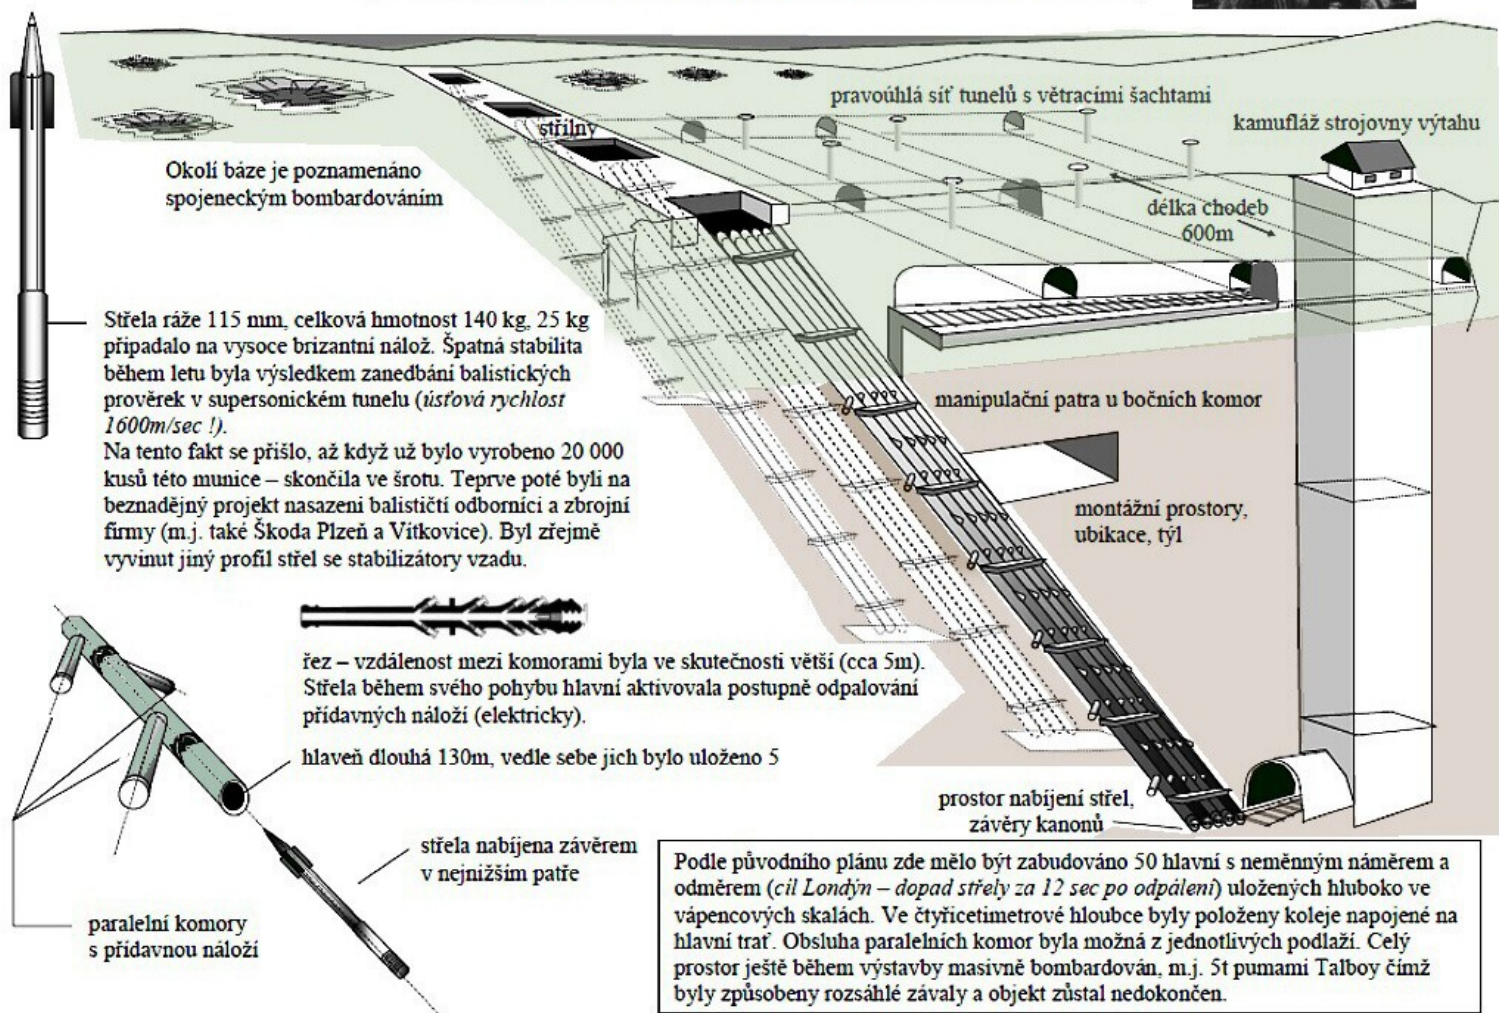 pravoúhlá síť tunelů s větracími šachtami
kamufláž strojovny výtahu
střílny
Okolí báze je poznamenáno
spojeneckým bombardováním
délka chodeb
600m
Střela ráže 115 mm, celková hmotnost 140 kg, 25 kg
připadalo na vysoce brizantní nálož. Špatná stabilita
během letu byla výsledkem zanedbání balistických
prověrek v supersonickém tunelu (úsťová rychlost
1600m/sec !).
Na tento fakt se přišlo, až když už bylo vyrobeno 20 000
kusů této munice – skončila ve šrotu. Teprve poté byli na
beznadějný projekt nasazeni balističtí odborníci a zbrojní
firmy (m.j. také Škoda Plzeň a Vítkovice). Byl zřejmě
vyvinut jiný profil střel se stabilizátory vzadu.
manipulační patra u bočních komor
montážní prostory,
ubikace, týl
řez – vzdálenost mezi komorami byla ve skutečnosti větší (cca 5m).
Střela během svého pohybu hlavní aktivovala postupně odpalování
přídavných náloží (elektricky).
hlaveň dlouhá 130m, vedle sebe jich bylo uloženo 5
prostor nabíjení střel,
závěry kanonů
střela nabíjena závěrem
v nejnižším patře
paralelní komory
s přídavnou náloží
Podle původního plánu zde mělo být zabudováno 50 hlavní s neměnným náměrem a
odměrem (cíl Londýn – dopad střely za 12 sec po odpálení) uložených hluboko ve
vápencových skalách. Ve čtyřicetimetrové hloubce byly položeny koleje napojené na
hlavní trať. Obsluha paralelních komor byla možná z jednotlivých podlaží. Celý
prostor ještě během výstavby masivně bombardován, m.j. 5t pumami Talboy čímž
byly způsobeny rozsáhlé závaly a objekt zůstal nedokončen.